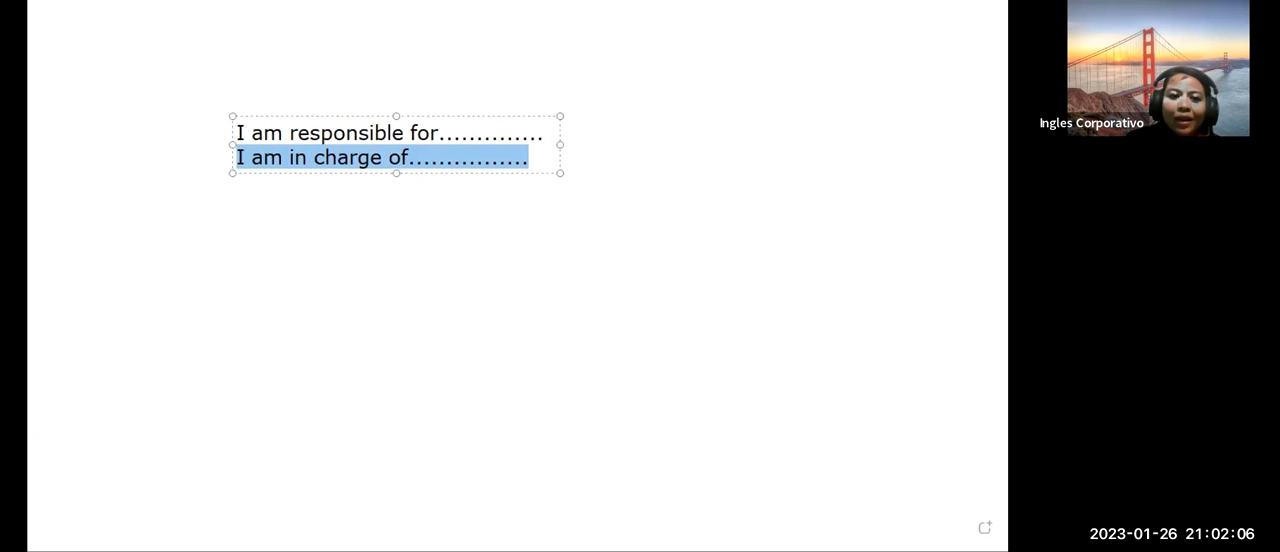 I am responsible for..............
I am in charge of................
Ingles Corporativo
2023-01-26 21:02:06